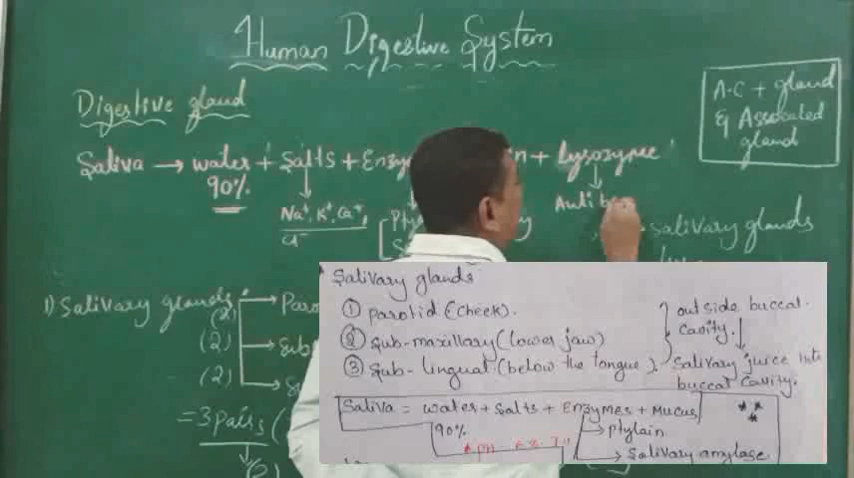 Human Digestive System
A.C + gland
& Associated
gland
Digestive gland
Saliva → water + Salts + Enzy n + Lysozyme
90%
Na⁺, K⁺, Ca⁺,
Cl⁻
Anti b
salivary glands
1) Salivary glands → Paro
(2)
(2) → Sub
(2) → S
= 3 pairs (
Salivary glands
① Parotid (cheek).
② Sub-maxillary (lower jaw)
③ Sub-lingual (below the tongue).
outside buccal
cavity.
Salivary juice into
buccal cavity.
Saliva = water + Salts + Enzymes + Mucus
90%
→ ptylain
→ Salivary amylase